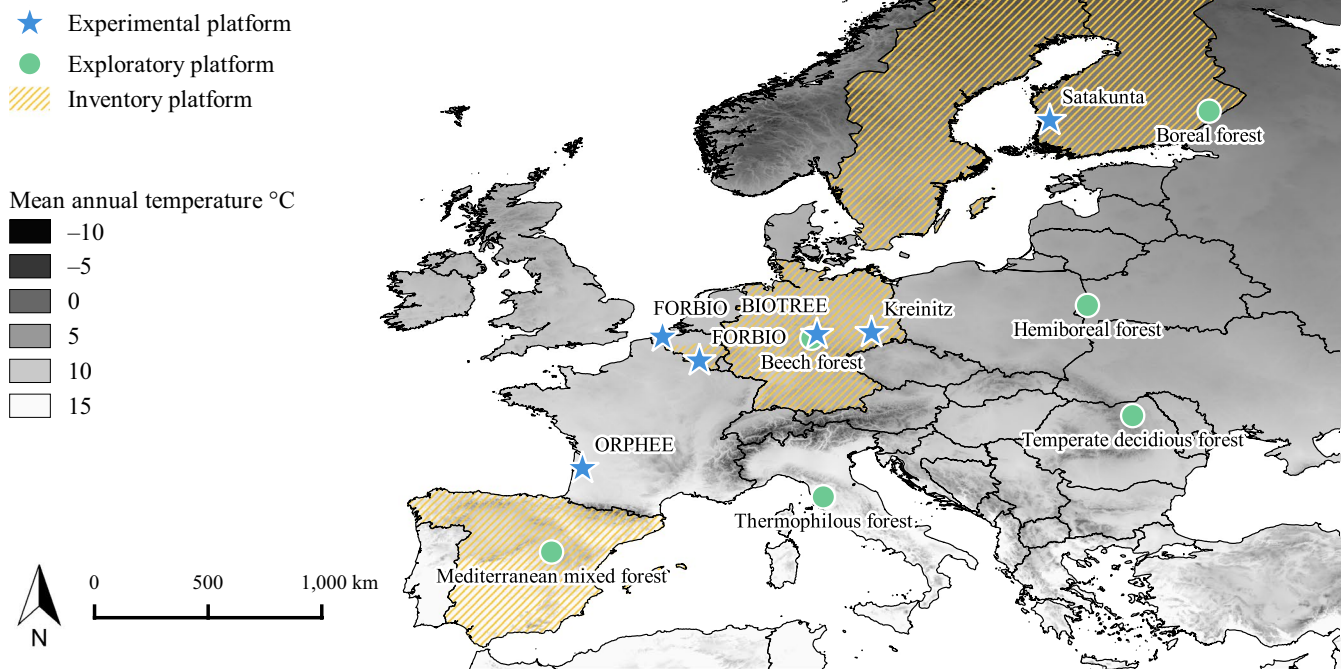 Experimental platform
Exploratory platform
Inventory platform
Mean annual temperature °C
–10
–5
0
5
10
15
Satakunta
Boreal forest
FORBIO
BIOTREE
Kreinitz
FORBIO
Hemiboreal forest
Beech forest
Temperate decidious forest
ORPHEE
Thermophilous forest
Mediterranean mixed forest
0 500 1,000 km
N